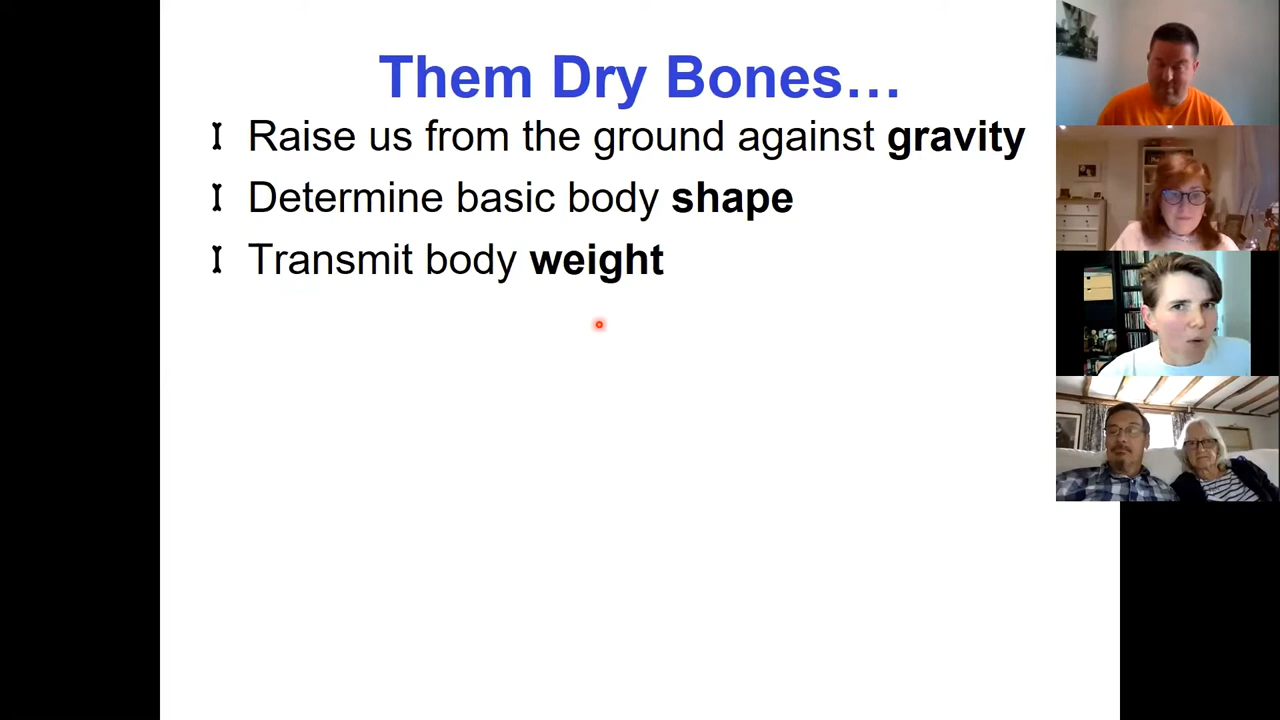 Them Dry Bones…
Raise us from the ground against gravity
Determine basic body shape
Transmit body weight